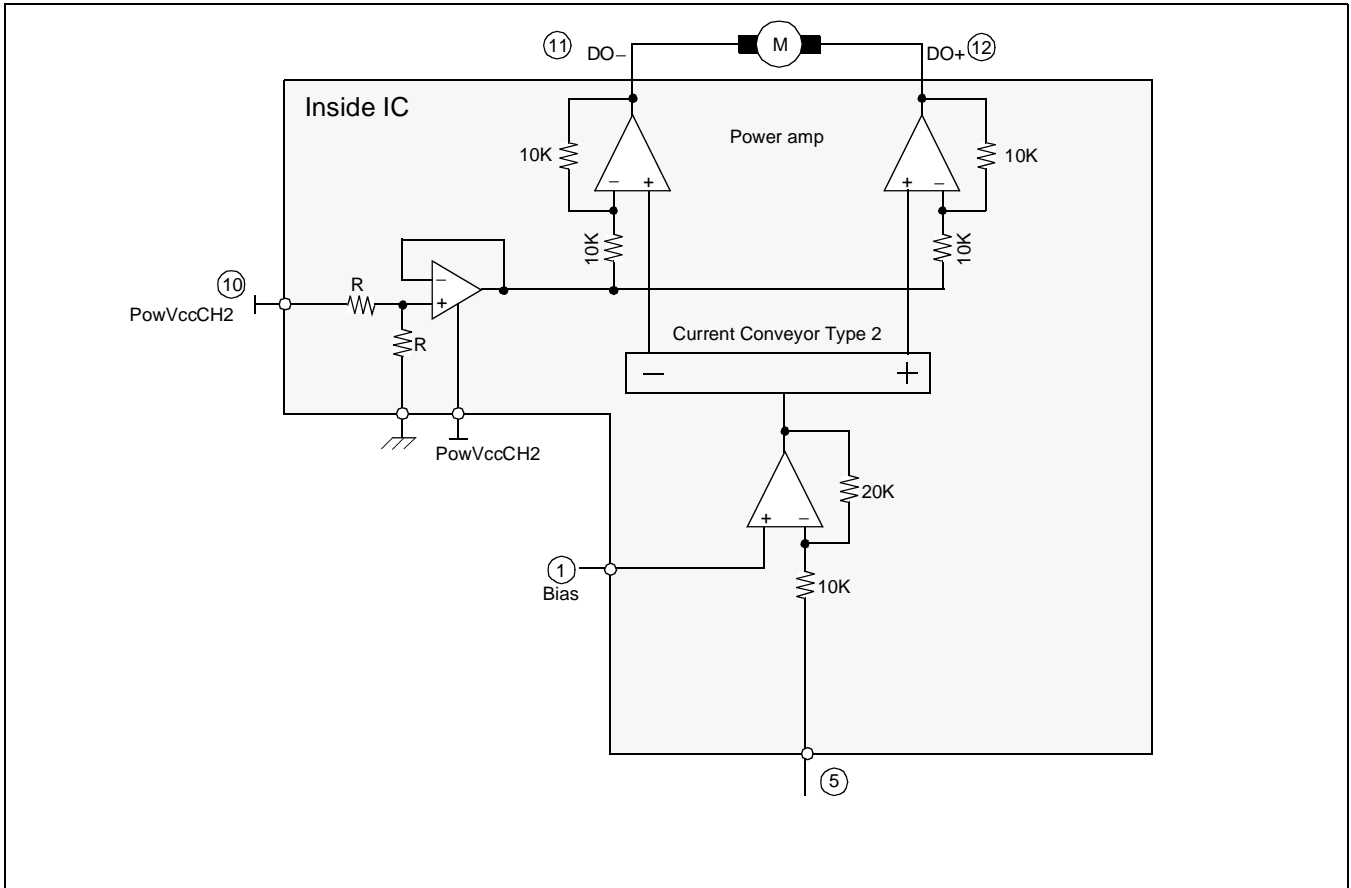 11 DO− M DO+ 12
Inside IC
Power amp
10K − + + − 10K
10K 10K
10 R − +
PowVccCH2
R
Current Conveyor Type 2
− +
PowVccCH2
20K
+ −
1
Bias
10K
5